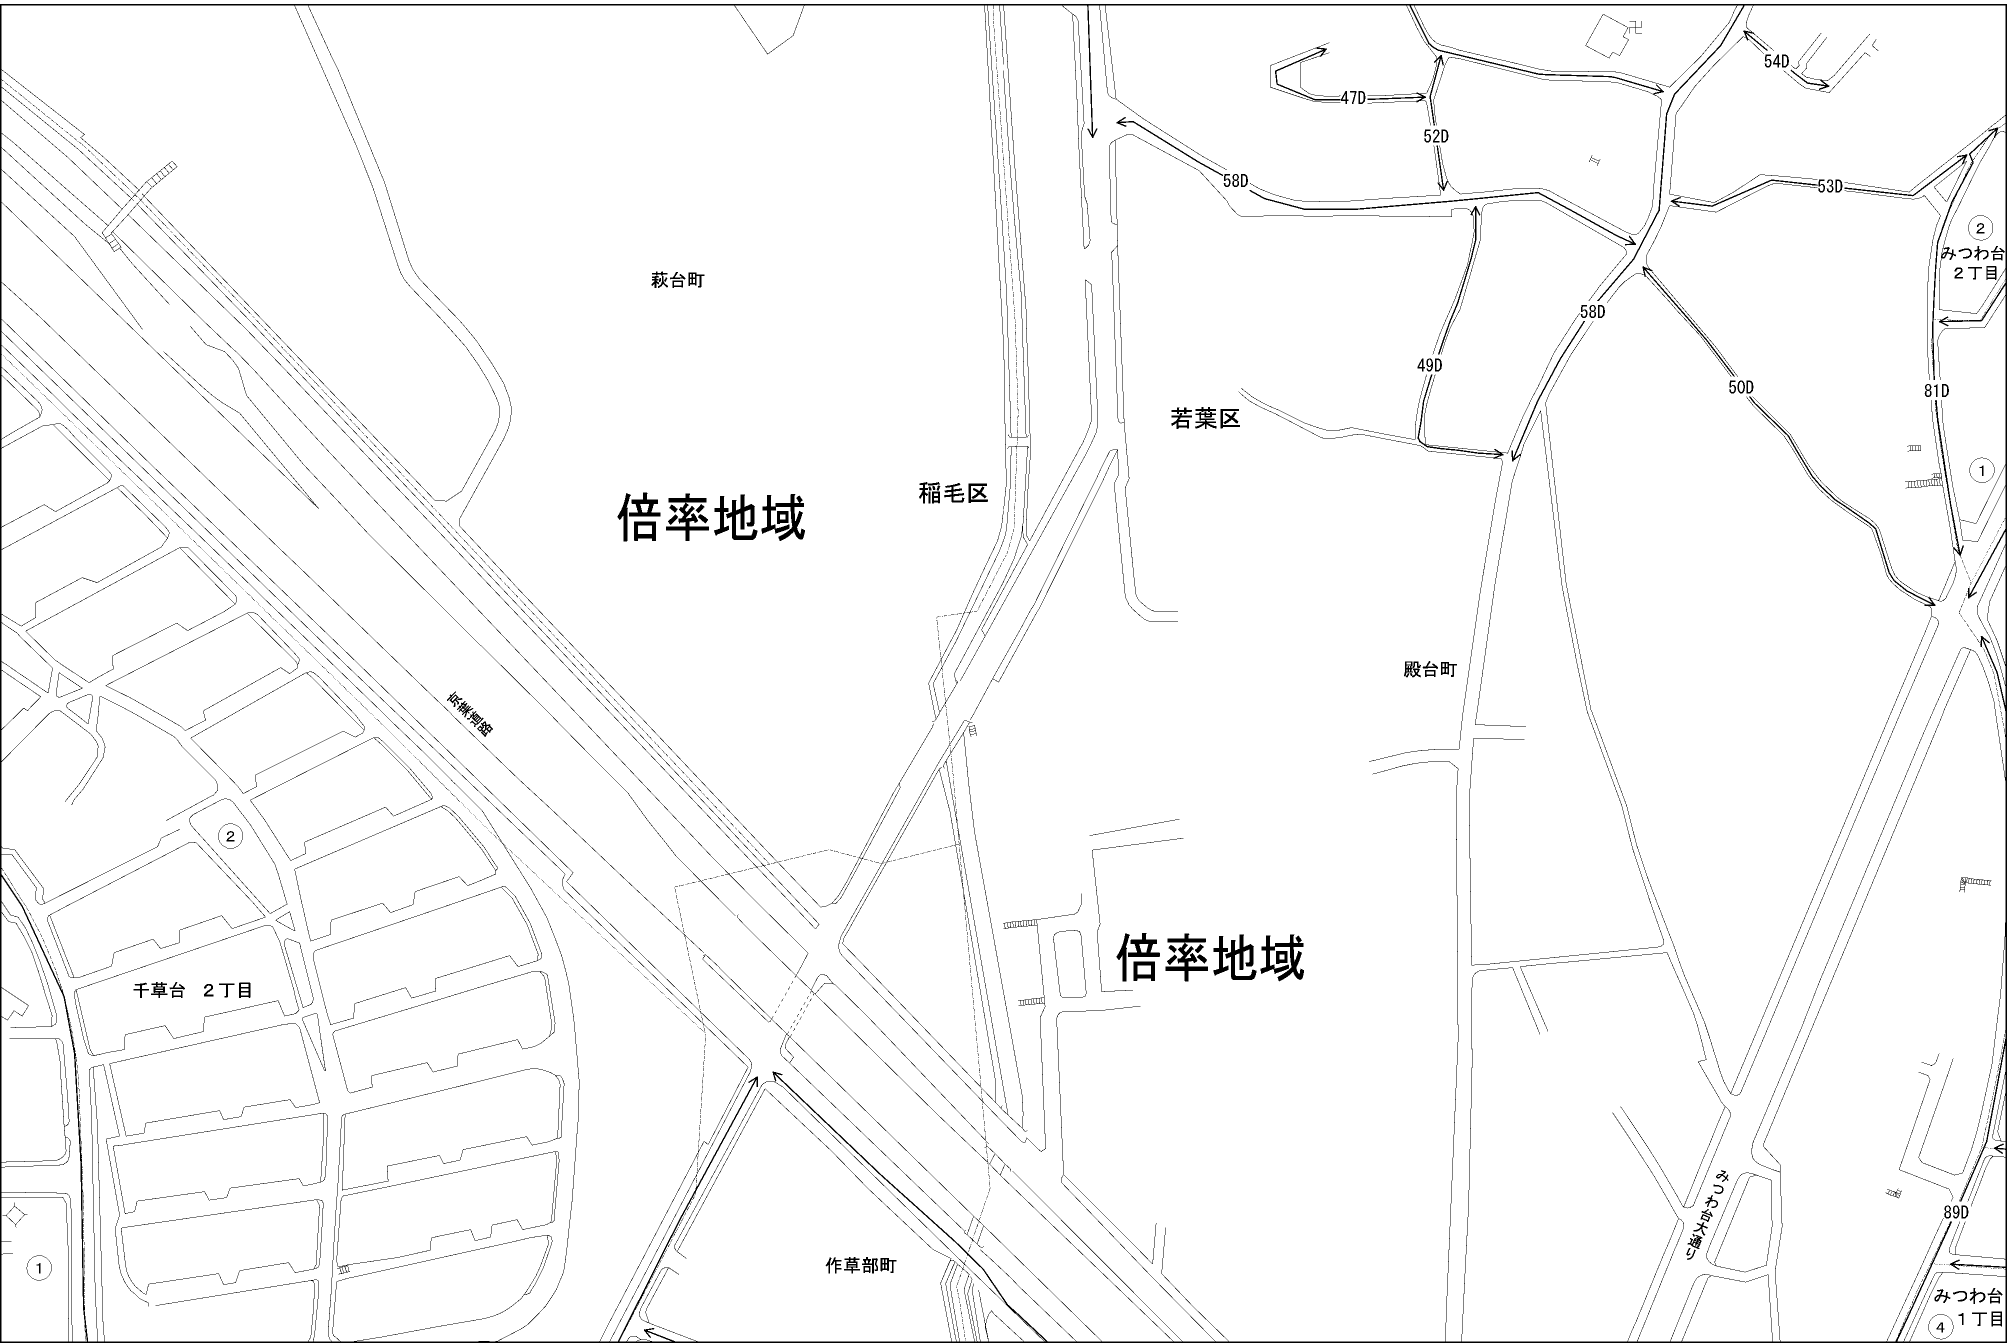 54D
47D
52D
58D
53D
②
みつわ台
２丁目
萩台町
58D
49D
50D
81D
若葉区
①
稲毛区
倍率地域
殿台町
京葉道路
②
倍率地域
千草台　２丁目
みつわ台大通り
89D
①
作草部町
みつわ台
④ １丁目